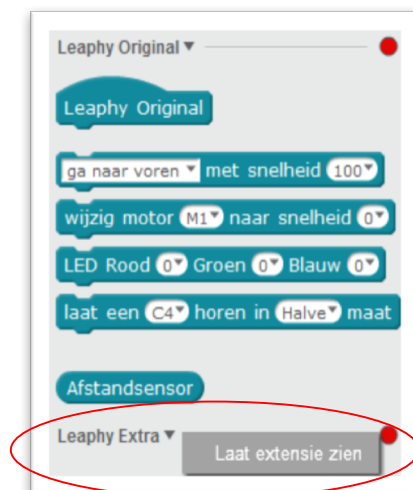 Leaphy Original
Leaphy Original
ga naar voren met snelheid 100
wijzig motor M1 naar snelheid 0
LED Rood 0 Groen 0 Blauw 0
laat een C4 horen in Halve maat
Afstandsensor
Leaphy Extra
Laat extensie zien